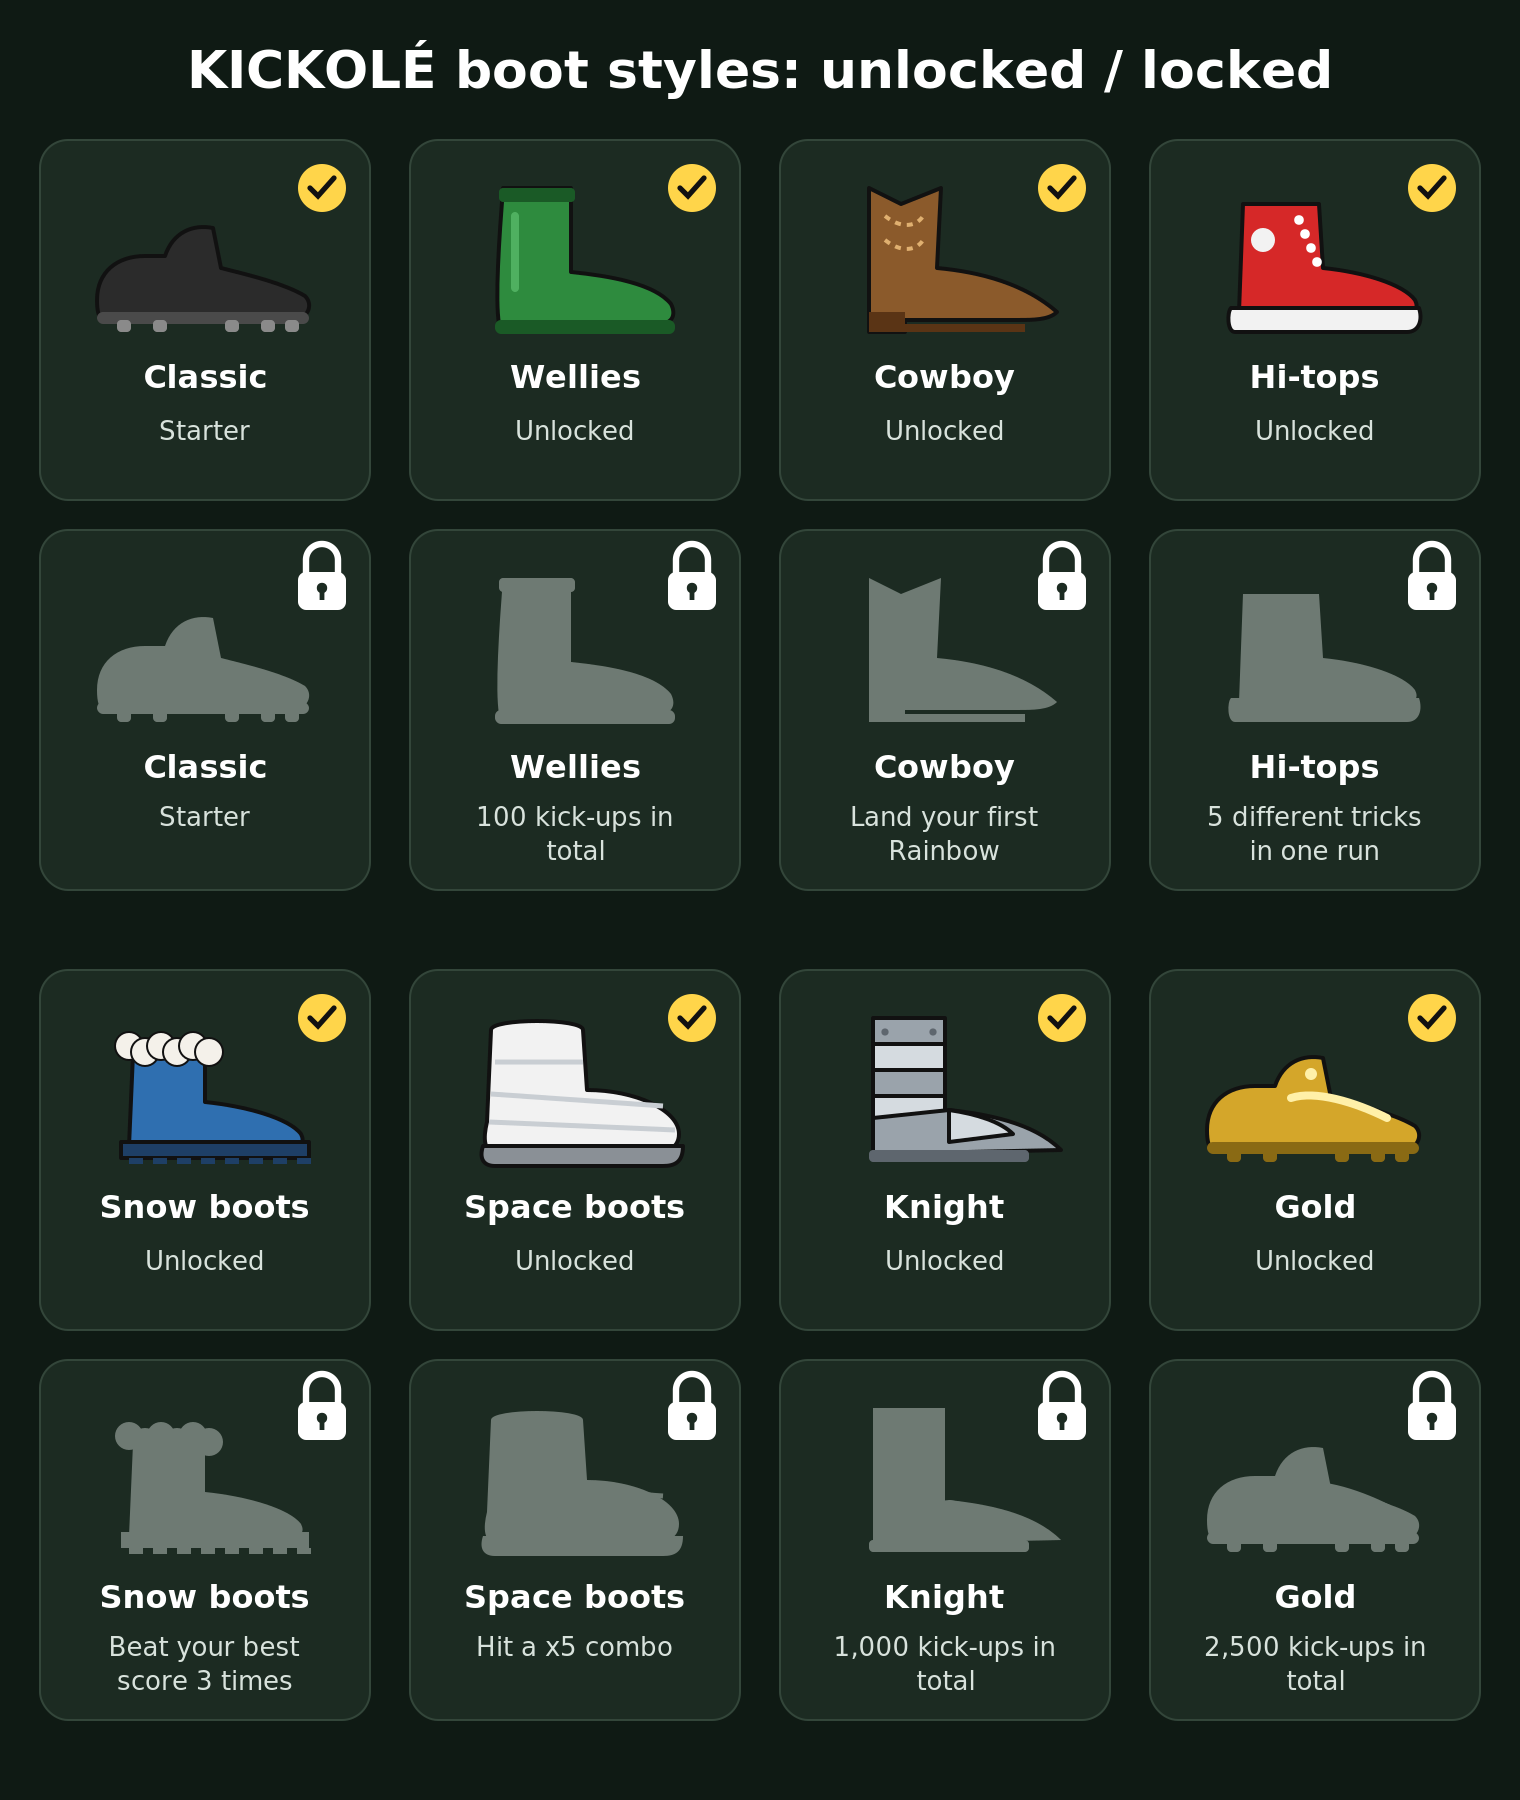 KICKOLÉ boot styles: unlocked / locked
Classic
Starter
Wellies
Unlocked
Cowboy
Unlocked
Hi-tops
Unlocked
Classic
Starter
Wellies
100 kick-ups in
total
Cowboy
Land your first
Rainbow
Hi-tops
5 different tricks
in one run
Snow boots
Unlocked
Space boots
Unlocked
Knight
Unlocked
Gold
Unlocked
Snow boots
Beat your best
score 3 times
Space boots
Hit a x5 combo
Knight
1,000 kick-ups in
total
Gold
2,500 kick-ups in
total